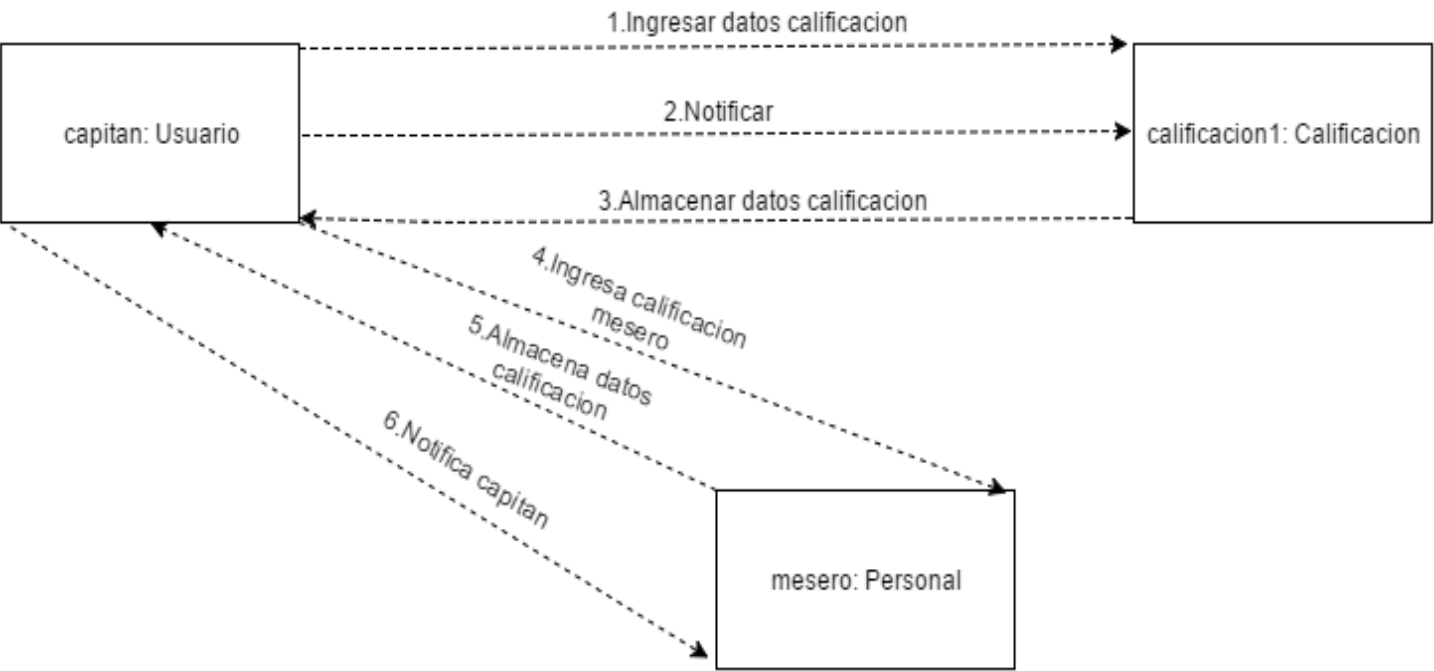 1.Ingresar datos calificacion
capitan: Usuario
2.Notificar
calificacion1: Calificacion
3.Almacenar datos calificacion
4.Ingresa calificacion
mesero
5.Almacena datos
calificacion
6.Notifica capitan
mesero: Personal